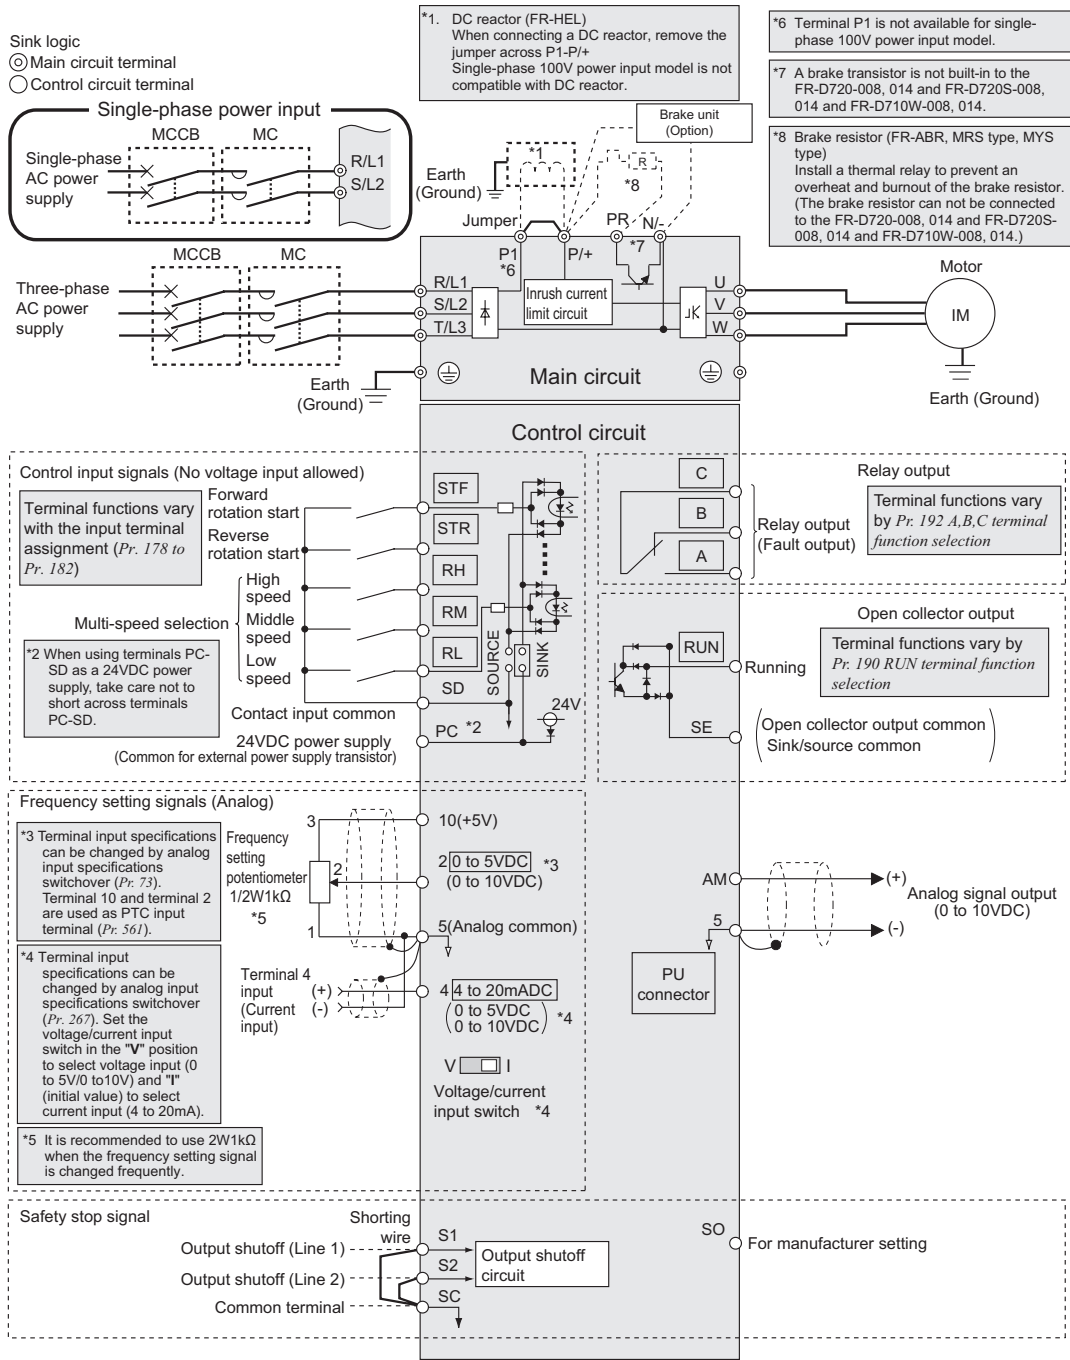 Sink logic
Main circuit terminal
Control circuit terminal
*1. DC reactor (FR-HEL)
When connecting a DC reactor, remove the
jumper across P1-P/+
Single-phase 100V power input model is not
compatible with DC reactor.
*6 Terminal P1 is not available for single-
phase 100V power input model.
*7 A brake transistor is not built-in to the
FR-D720-008, 014 and FR-D720S-008,
014 and FR-D710W-008, 014.
*8 Brake resistor (FR-ABR, MRS type, MYS
type)
Install a thermal relay to prevent an
overheat and burnout of the brake resistor.
(The brake resistor can not be connected
to the FR-D720-008, 014 and FR-D720S-
008, 014 and FR-D710W-008, 014.)
Single-phase power input
MCCB
MC
Single-phase
AC power
supply
R/L1
S/L2
Brake unit
(Option)
*1
R
*8
Earth
(Ground)
Jumper
PR
N/-
P1
*6
P/+
*7
MCCB
MC
Three-phase
AC power
supply
R/L1
S/L2
T/L3
Inrush current
limit circuit
U
V
W
Motor
IM
Earth
(Ground)
Main circuit
Earth (Ground)
Control circuit
Control input signals (No voltage input allowed)
Terminal functions vary
with the input terminal
assignment (Pr. 178 to
Pr. 182)
Forward
rotation start
Reverse
rotation start
High
speed
Multi-speed selection
Middle
speed
Low
speed
*2 When using terminals PC-
SD as a 24VDC power
supply, take care not to
short across terminals
PC-SD.
Contact input common
24VDC power supply
(Common for external power supply transistor)
STF
STR
RH
RM
RL
SD
PC *2
SOURCE
SINK
24V
C
B
A
Relay output
Relay output
(Fault output)
Terminal functions vary
by Pr. 192 A,B,C terminal
function selection
Open collector output
RUN
Running
Terminal functions vary by
Pr. 190 RUN terminal function
selection
SE
Open collector output common
Sink/source common
Frequency setting signals (Analog)
*3 Terminal input specifications
can be changed by analog
input specifications
switchover (Pr. 73).
Terminal 10 and terminal 2
are used as PTC input
terminal (Pr. 561).
Frequency
setting
potentiometer
1/2W1kΩ
*5
3
2
1
10(+5V)
2 0 to 5VDC *3
(0 to 10VDC)
5(Analog common)
*4 Terminal input
specifications can be
changed by analog input
specifications switchover
(Pr. 267). Set the
voltage/current input
switch in the "V" position
to select voltage input (0
to 5V/0 to10V) and "I"
(initial value) to select
current input (4 to 20mA).
Terminal 4
input
(Current
input)
(+)
(-)
4 4 to 20mADC
(0 to 5VDC
0 to 10VDC) *4
V I
Voltage/current
input switch *4
*5 It is recommended to use 2W1kΩ
when the frequency setting signal
is changed frequently.
AM
(+)
Analog signal output
(0 to 10VDC)
5
(-)
PU
connector
Safety stop signal
Shorting
wire
Output shutoff (Line 1)
Output shutoff (Line 2)
Common terminal
S1
S2
SC
Output shutoff
circuit
SO
For manufacturer setting